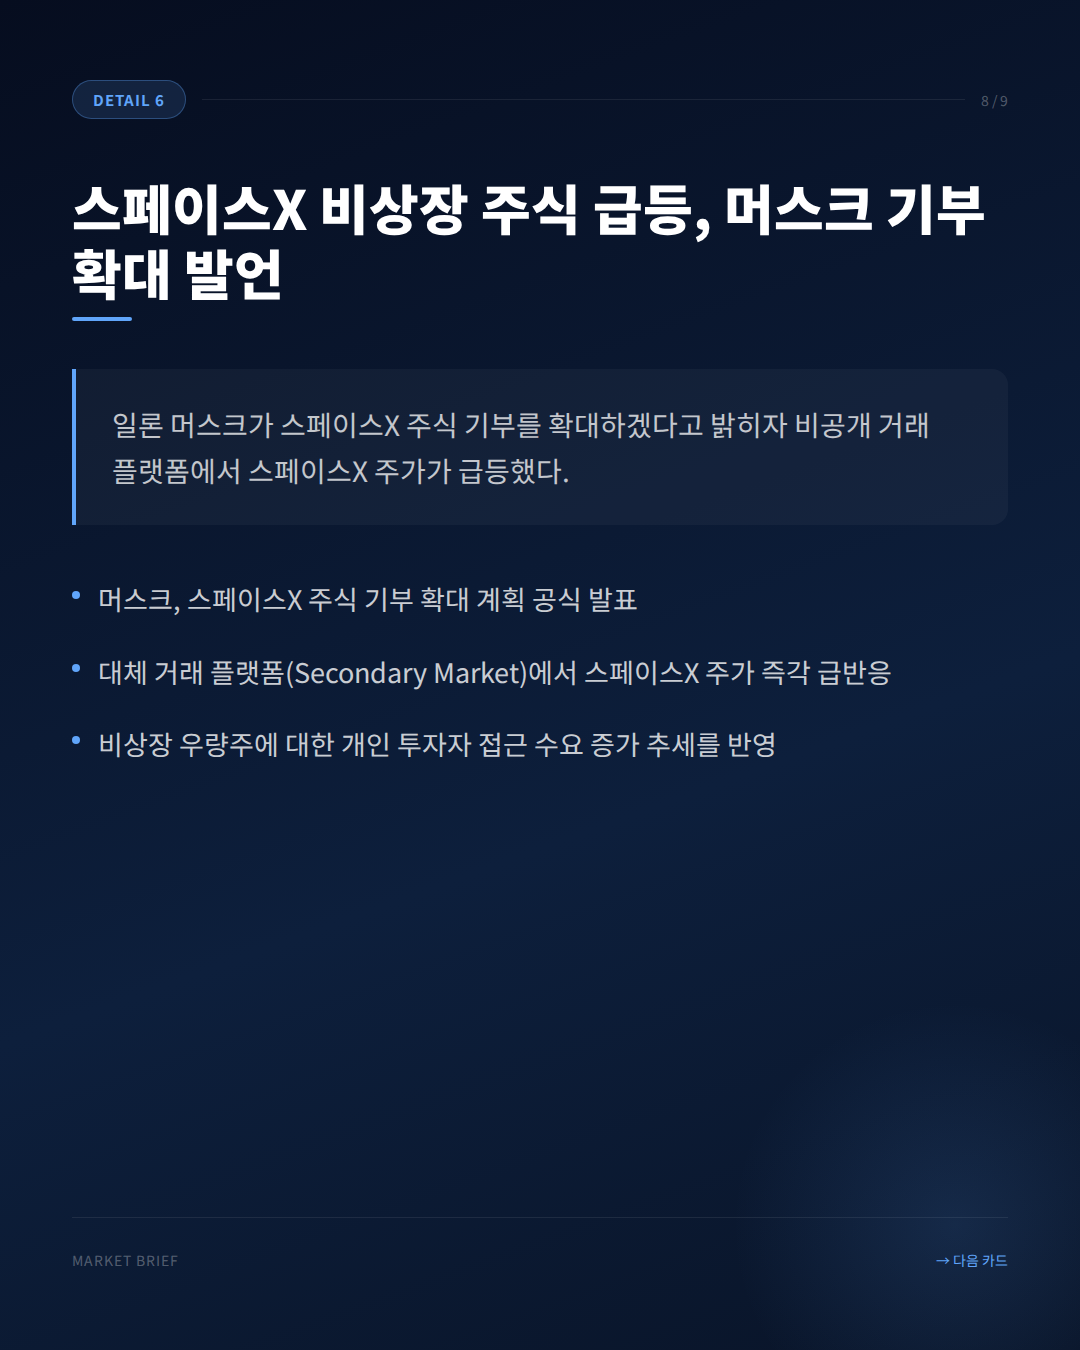 DETAIL 6
8 / 9
스페이스X 비상장 주식 급등, 머스크 기부
확대 발언
일론 머스크가 스페이스X 주식 기부를 확대하겠다고 밝히자 비공개 거래
플랫폼에서 스페이스X 주가가 급등했다.
머스크, 스페이스X 주식 기부 확대 계획 공식 발표
대체 거래 플랫폼(Secondary Market)에서 스페이스X 주가 즉각 급반응
비상장 우량주에 대한 개인 투자자 접근 수요 증가 추세를 반영
MARKET BRIEF
→ 다음 카드